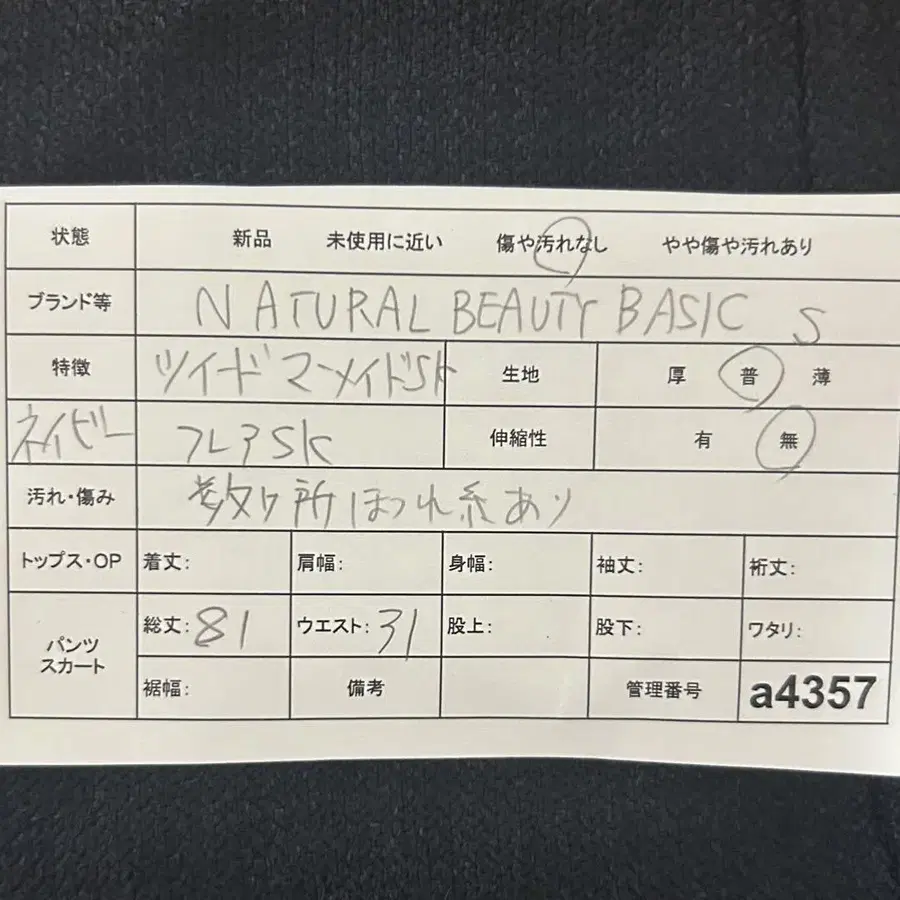 状態 新品 未使用に近い 傷や汚れなし やや傷や汚れあり
ブランド等 NATURAL BEAUTY BASIC S
特徴 ツイードマーメイドSK 生地 厚 普 薄
ネイビー フレアSK 伸縮性 有 無
汚れ・傷み 数ヶ所ほつれ糸あり
トップス・OP 着丈: 肩幅: 身幅: 袖丈: 裄丈:
パンツ スカート 総丈: 81 ウエスト: 31 股上: 股下: ワタリ:
裾幅: 備考 管理番号 a4357